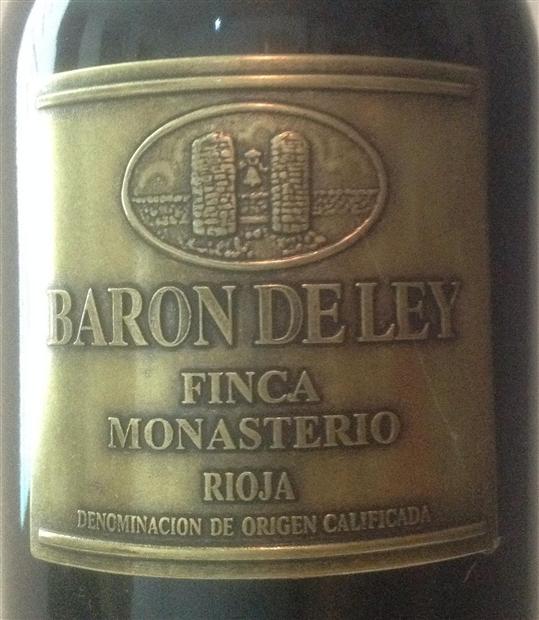 BARON DE LEY
FINCA
MONASTERIO
RIOJA
DENOMINACION DE ORIGEN CALIFICADA